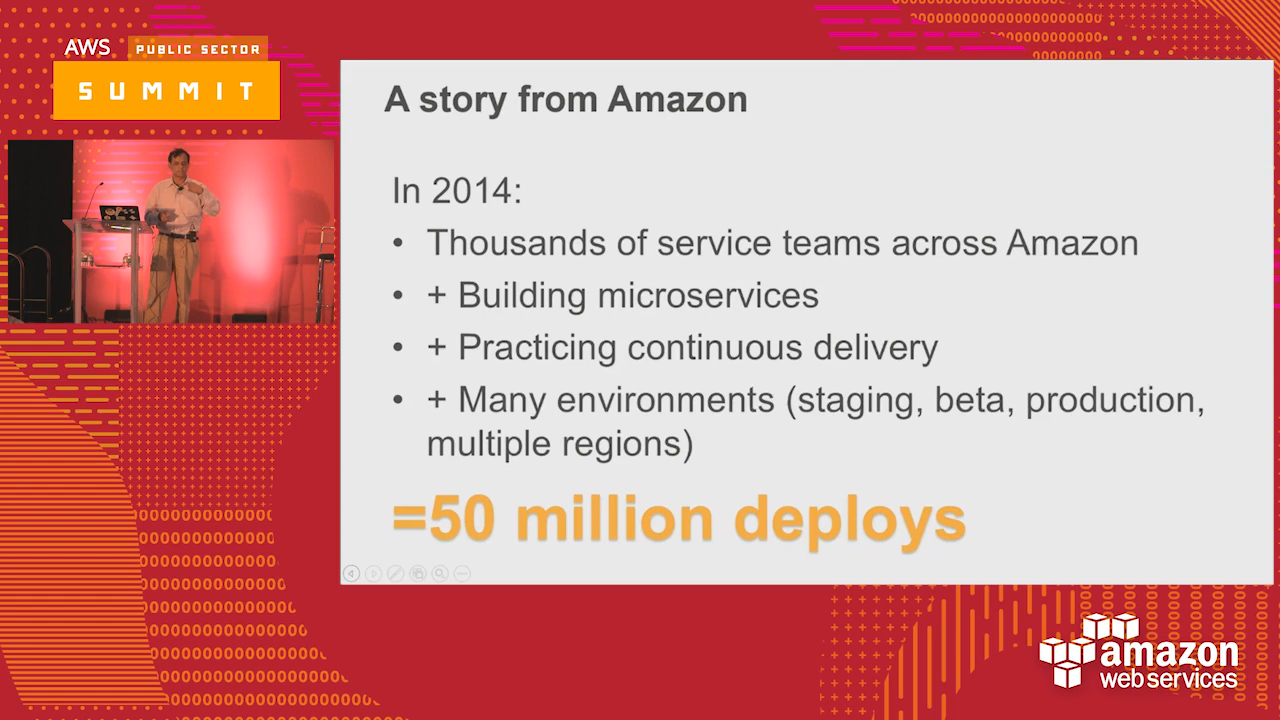 AWS PUBLIC SECTOR
SUMMIT
A story from Amazon
In 2014:
• Thousands of service teams across Amazon
• + Building microservices
• + Practicing continuous delivery
• + Many environments (staging, beta, production,
multiple regions)
=50 million deploys
amazon
web services